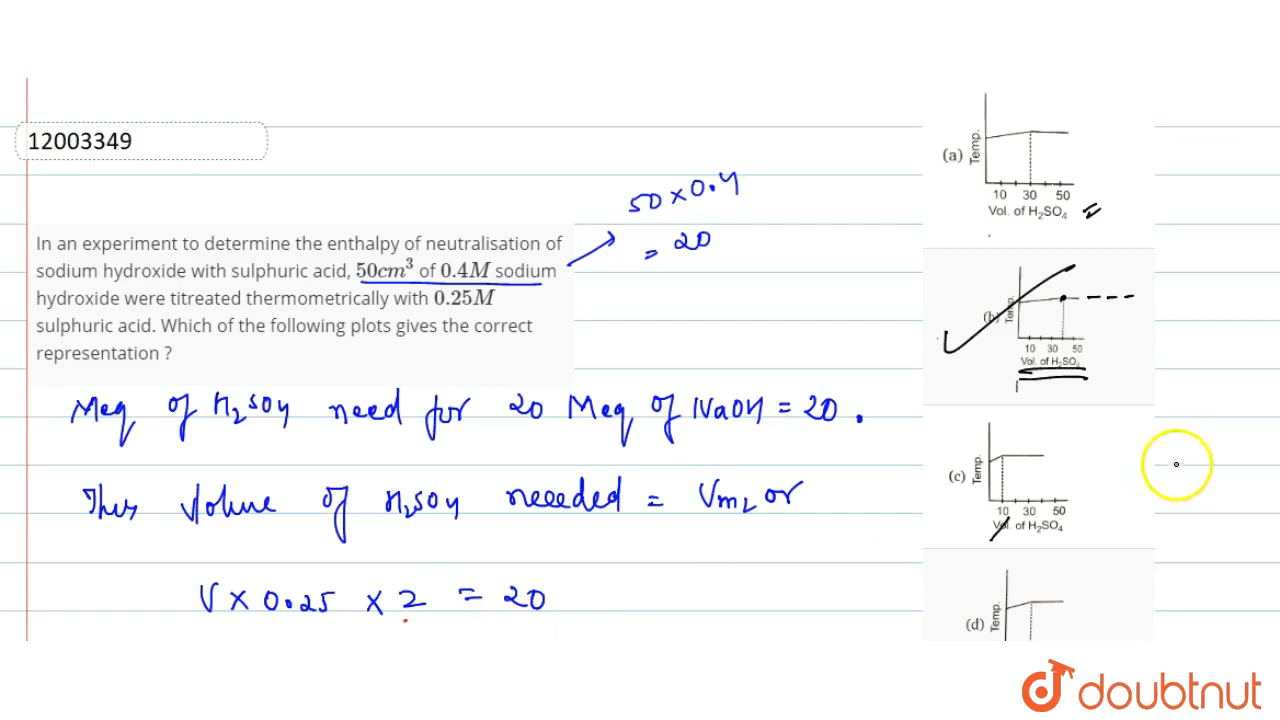 12003349
In an experiment to determine the enthalpy of neutralisation of
sodium hydroxide with sulphuric acid, 50cm³ of 0.4M sodium
hydroxide were titreated thermometrically with 0.25M
sulphuric acid. Which of the following plots gives the correct
representation ?
50 × 0.4
= 20
Meq of H2SO4 need for 20 Meq of NaOH = 20.
This Volune of H2SO4 needed = VmL or
V × 0.25 × 2 = 20
(a)
Temp.
10 30 50
Vol. of H₂SO₄
(b)
Temp.
10 30 50
Vol. of H₂SO₄
(c)
Temp.
10 30 50
Vol. of H₂SO₄
(d)
Temp.
doubtnut